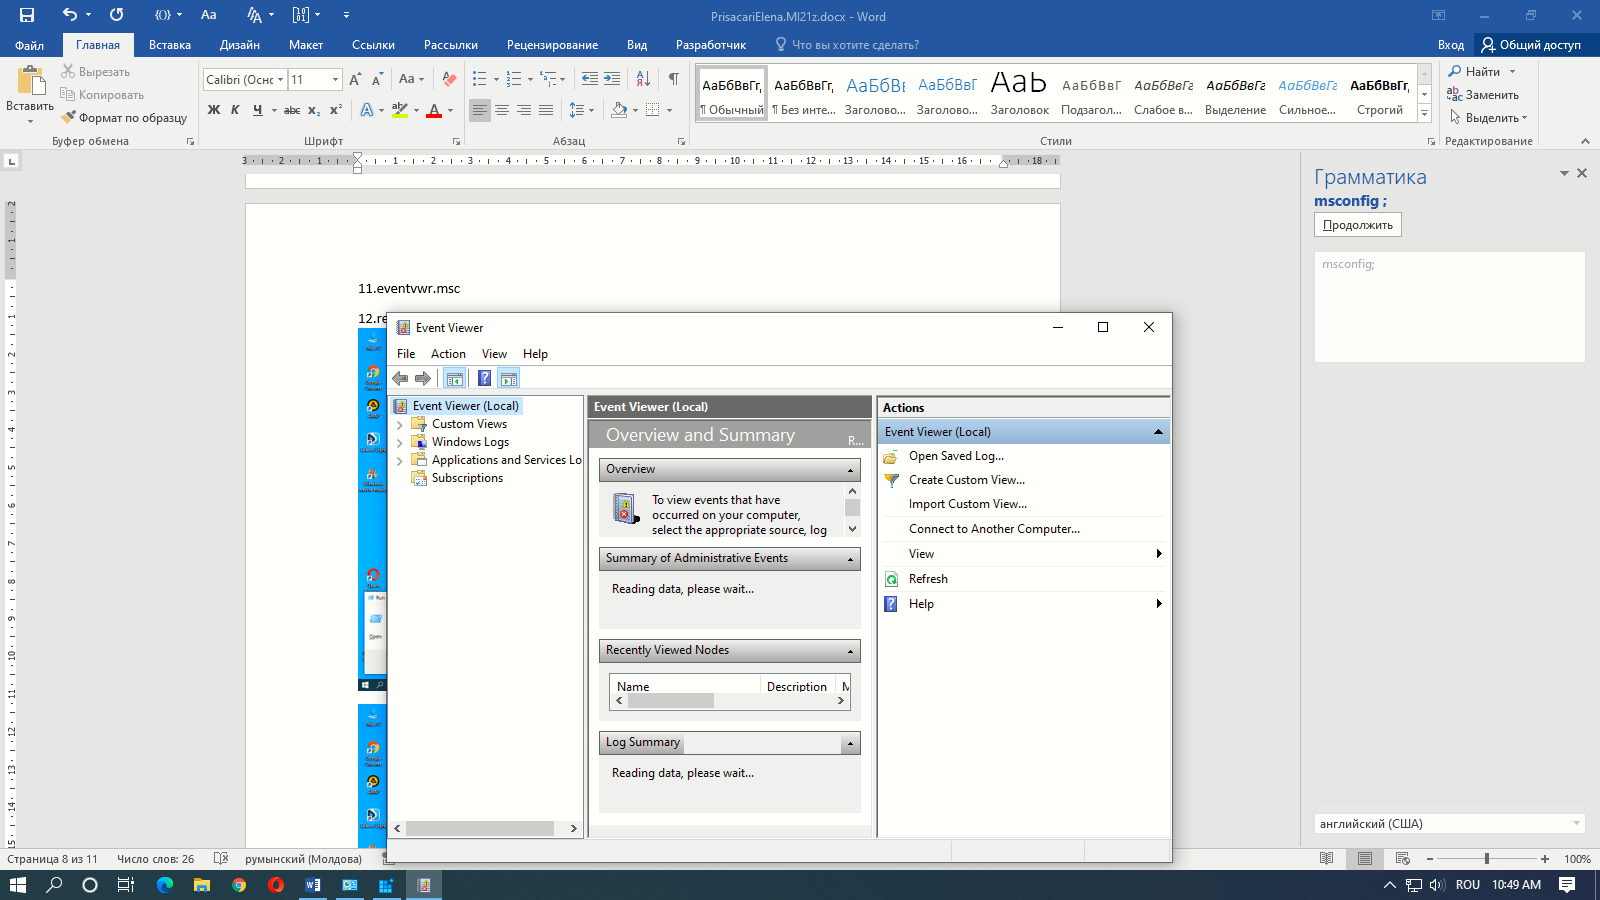 PrisacariElena.MI21z.docx - Word
Файл Главная Вставка Дизайн Макет Ссылки Рассылки Рецензирование Вид Разработчик Что вы хотите сделать? Вход Общий доступ
Вставить
Вырезать
Копировать
Формат по образцу
Буфер обмена
Calibri (Оснс 11
Шрифт
Абзац
АаБбВвГг, АаБбВвГг, АаБбВı АаБбВвГ АаЬ АаБбВвГ АаБбВвГг АаБбВвГг АаБбВвГг АаБбВвГг,
¶ Обычный ¶ Без инте... Заголово... Заголово... Заголовок Подзагол... Слабое в... Выделение Сильное... Строгий
Стили
Найти
Заменить
Выделить
Редактирование
Грамматика
msconfig ;
Продолжить
msconfig;
английский (США)
11.eventvwr.msc
12.re
Event Viewer
File Action View Help
Event Viewer (Local)
Custom Views
Windows Logs
Applications and Services Lo
Subscriptions
Event Viewer (Local)
Overview and Summary R...
Overview
To view events that have
occurred on your computer,
select the appropriate source, log
Summary of Administrative Events
Reading data, please wait...
Recently Viewed Nodes
Name Description M
Log Summary
Reading data, please wait...
Actions
Event Viewer (Local)
Open Saved Log...
Create Custom View...
Import Custom View...
Connect to Another Computer...
View
Refresh
Help
Run
Open
Страница 8 из 11 Число слов: 26 румынский (Молдова) 100%
ROU 10:49 AM